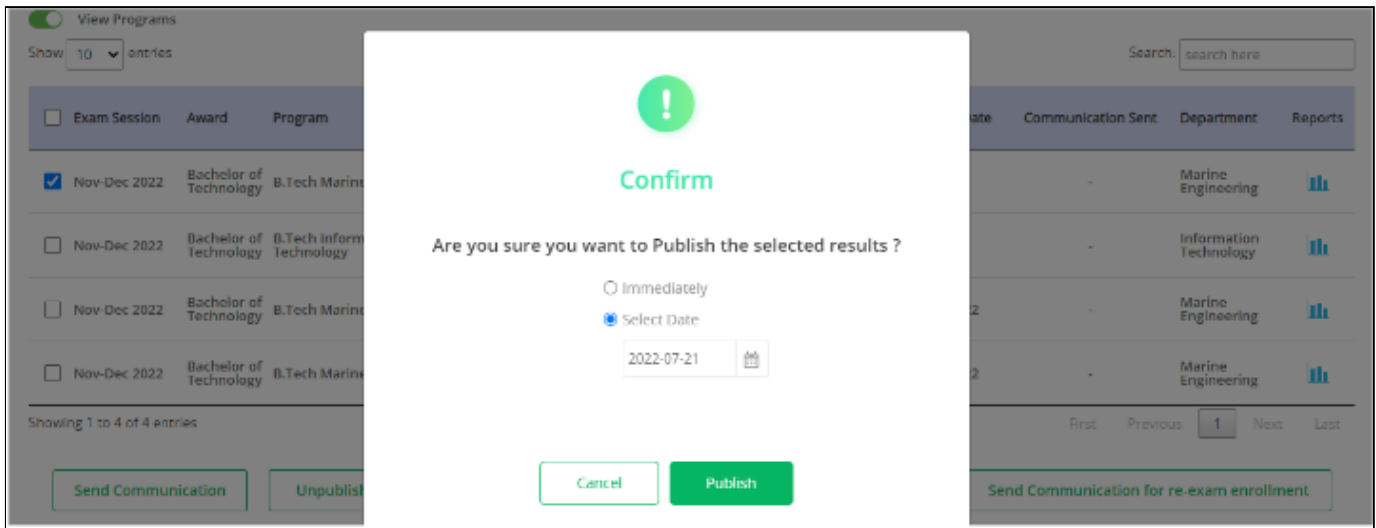 View Programs
Show 10 entries
Search. search here
Exam Session Award Program ate Communication Sent Department Reports
Nov-Dec 2022 Bachelor of Technology B.Tech Marine - Marine Engineering
Nov-Dec 2022 Bachelor of Technology B.Tech Inform Technology - Information Technology
Nov-Dec 2022 Bachelor of Technology B.Tech Marine 2 - Marine Engineering
Nov-Dec 2022 Bachelor of Technology B.Tech Marine 2 - Marine Engineering
Showing 1 to 4 of 4 entries
First Previous 1 Next Last
Send Communication Unpublish Send Communication for re-exam enrollment
!
Confirm
Are you sure you want to Publish the selected results ?
Immediately
Select Date
2022-07-21
Cancel Publish